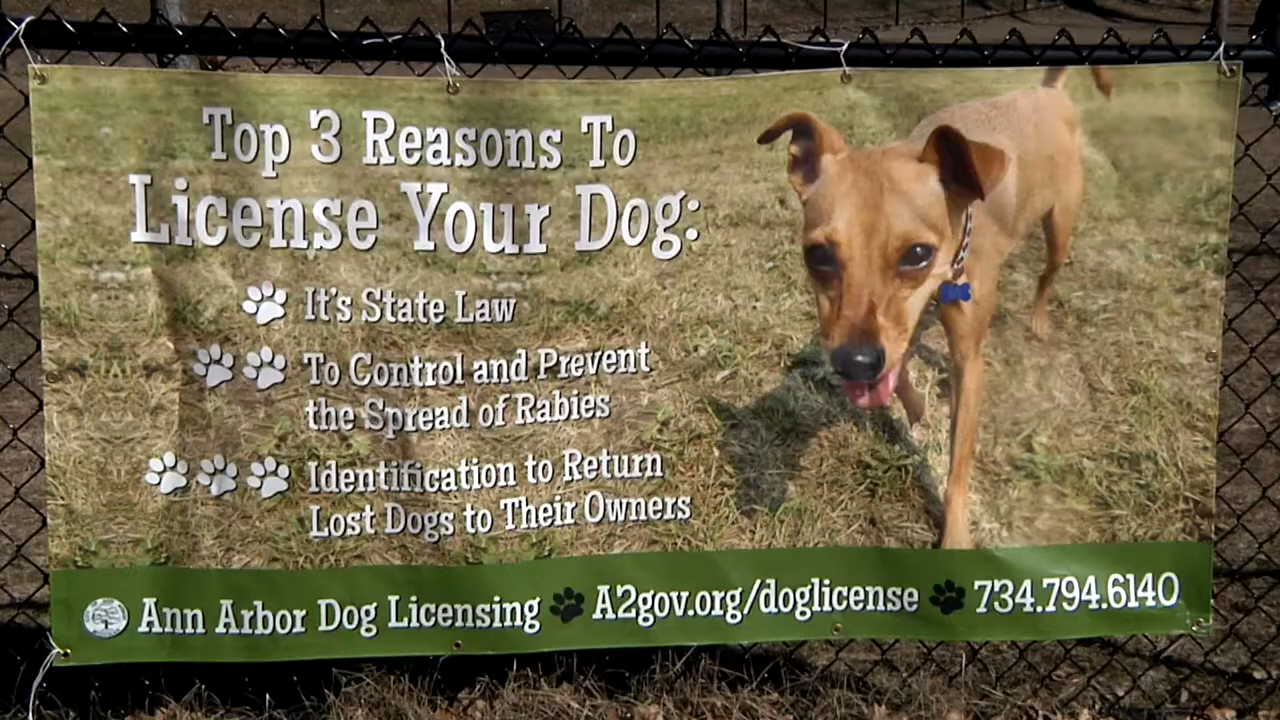 Top 3 Reasons To
License Your Dog:
It's State Law
To Control and Prevent
the Spread of Rabies
Identification to Return
Lost Dogs to Their Owners
Ann Arbor Dog Licensing A2gov.org/doglicense 734.794.6140